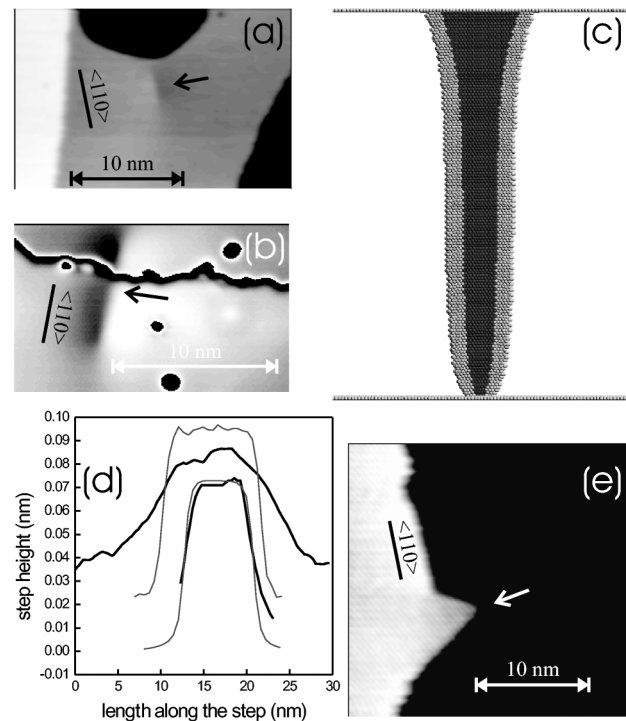 (a)
<110>
10 nm
(b)
<110>
10 nm
(c)
(d)
0.10
0.09
0.08
0.07
0.06
0.05
0.04
0.03
0.02
0.01
0.00
-0.01
step height (nm)
0 5 10 15 20 25 30
length along the step (nm)
(e)
<110>
10 nm